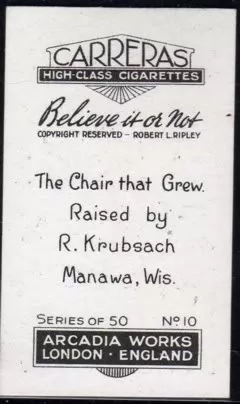 CARRERAS
HIGH-CLASS CIGARETTES
Believe it or Not
COPYRIGHT RESERVED - ROBERT L. RIPLEY
The Chair that Grew.
Raised by
R. Krubsach
Manawa, Wis.
SERIES OF 50 Nº 10
ARCADIA WORKS
LONDON · ENGLAND